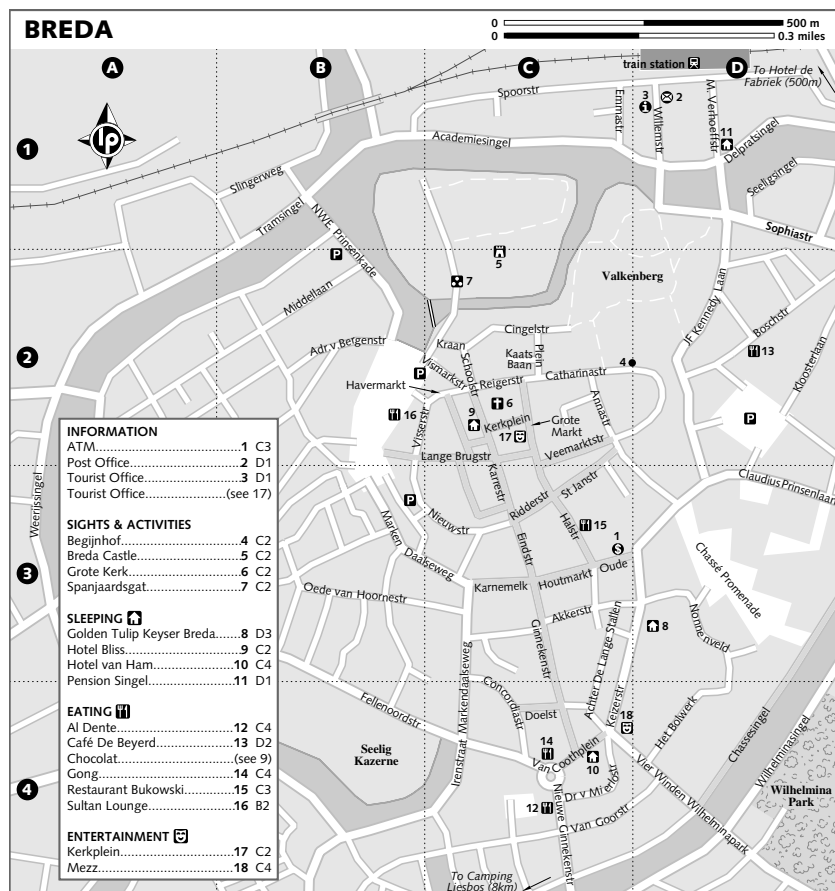 BREDA
0 500 m
0 0.3 miles
A
B
C
D
train station
To Hotel de
Fabriek (500m)
Spoorstr
Emmastr
3
2
Willemstr
M. Verhoeffstr
11
Delpratsingel
lp
1
Academiesingel
Seeligsingel
Slingerweg
Tramsingel
NWE Prinsenkade
Sophiastr
P
5
7
Valkenberg
Middellaan
JF Kennedy Laan
Boschstr
13
Kloosterlaan
Cingelstr
Adr v Bergenstr
Kraan
Schoolstr
Kaats
Baan
Plein
4
2
P
Vismarkstr
Reigerstr
Catharinastr
Havermarkt
6
9
16
Visserstr
Kerkplein
17
Grote
Markt
Annastr
P
Veemarktstr
Lange Brugstr
Karrestr
St Janstr
Claudius Prinsenlaan
Weerijssingel
P
Ridderstr
Nieuwstr
Halstr
15
1
$
Marken
Daalseweg
Eindstr
Oude
3
Karnemelk
Houtmarkt
Chassé Promenade
Oede van Hoornestr
Akkerstr
8
Nonnenveld
Ginnekenstr
Achter De Lange Stallen
Concordiastr
Keizerstr
Fellenoordstr
Irenstraat Markendaalseweg
Doelst
18
Het Bolwerk
Chassesingel
Wilhelminasingel
Seelig
Kazerne
14
Van Coothplein
10
Vier Winden Wilhelminapark
4
Dr v Mierlostr
Wilhelmina
Park
12
Van Goorstr
Nieuwe Ginnekenstr
To Camping
Liesbos (8km)
INFORMATION
ATM 1 C3
Post Office 2 D1
Tourist Office 3 D1
Tourist Office (see 17)
SIGHTS & ACTIVITIES
Begijnhof 4 C2
Breda Castle 5 C2
Grote Kerk 6 C2
Spanjaardsgat 7 C2
SLEEPING
Golden Tulip Keyser Breda 8 D3
Hotel Bliss 9 C2
Hotel van Ham 10 C4
Pension Singel 11 D1
EATING
Al Dente 12 C4
Café De Beyerd 13 D2
Chocolat (see 9)
Gong 14 C4
Restaurant Bukowski 15 C3
Sultan Lounge 16 B2
ENTERTAINMENT
Kerkplein 17 C2
Mezz 18 C4